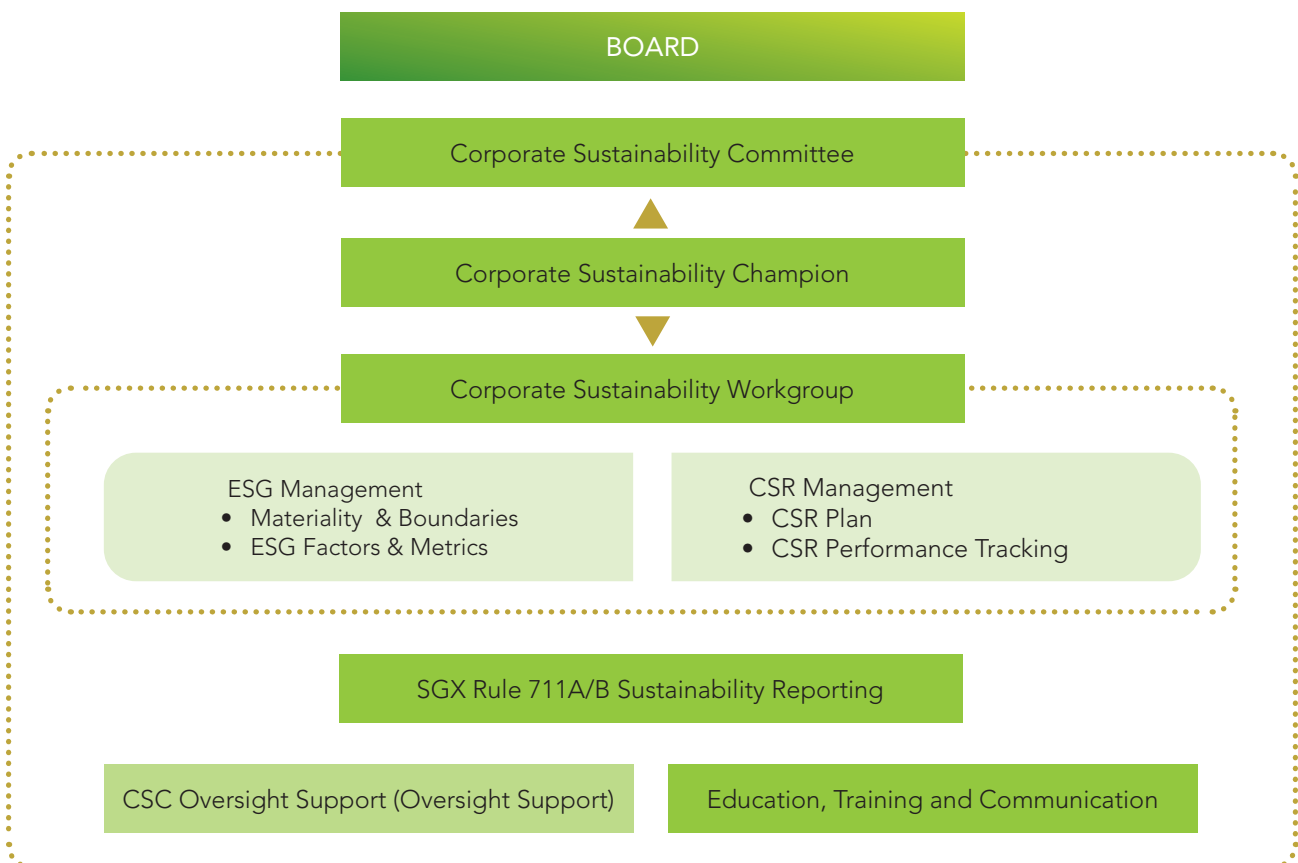 BOARD
Corporate Sustainability Committee
Corporate Sustainability Champion
Corporate Sustainability Workgroup
ESG Management
• Materiality & Boundaries
• ESG Factors & Metrics
CSR Management
• CSR Plan
• CSR Performance Tracking
SGX Rule 711A/B Sustainability Reporting
CSC Oversight Support (Oversight Support)
Education, Training and Communication